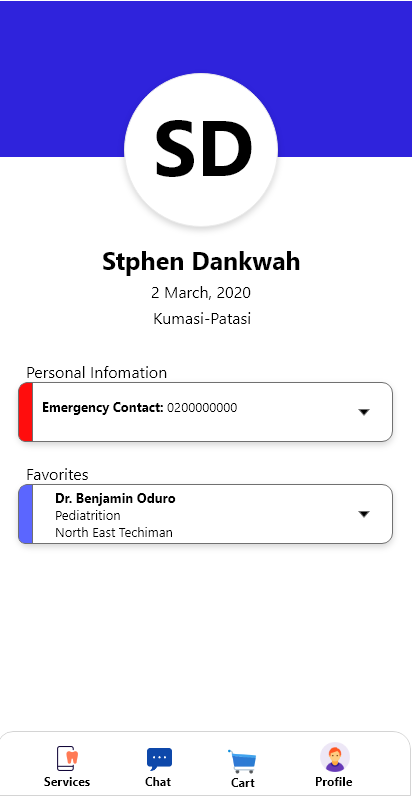 SD
Stphen Dankwah
2 March, 2020
Kumasi-Patasi
Personal Infomation
Emergency Contact: 0200000000
Favorites
Dr. Benjamin Oduro
Pediatrition
North East Techiman
Services Chat Cart Profile